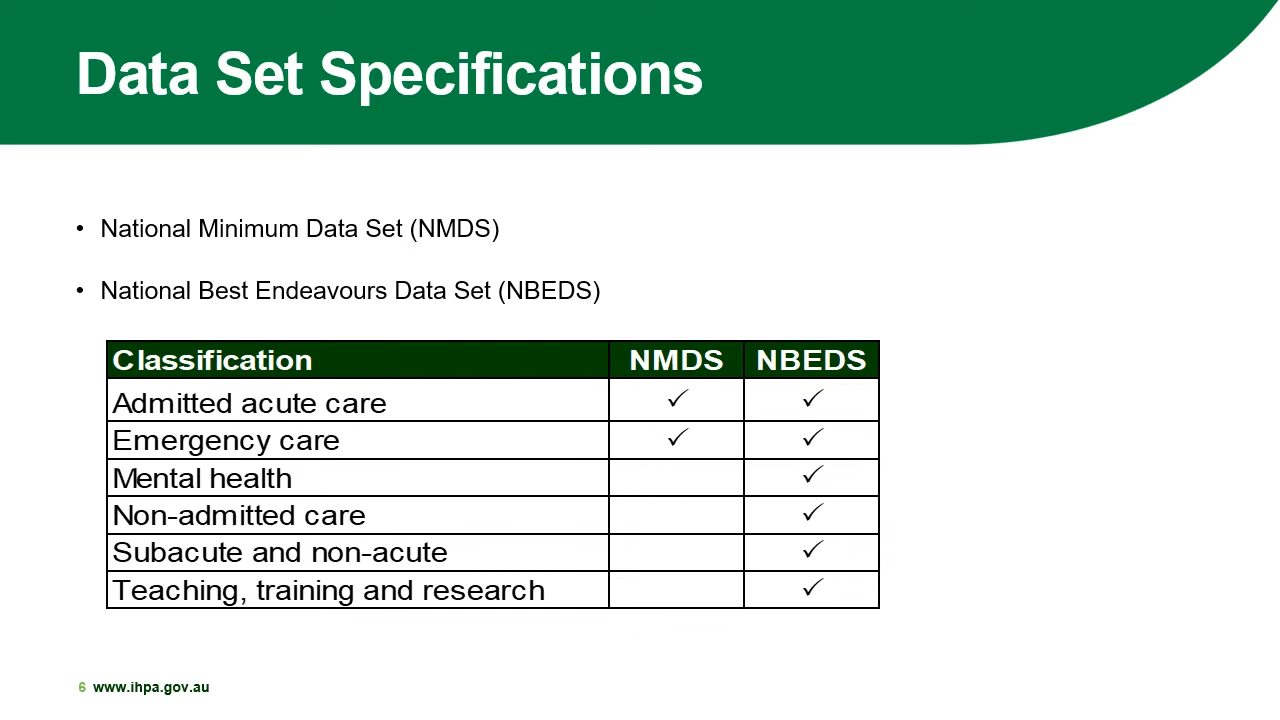 Data Set Specifications
• National Minimum Data Set (NMDS)
• National Best Endeavours Data Set (NBEDS)
Classification NMDS NBEDS
Admitted acute care ✓ ✓
Emergency care ✓ ✓
Mental health ✓
Non-admitted care ✓
Subacute and non-acute ✓
Teaching, training and research ✓
6 www.ihpa.gov.au